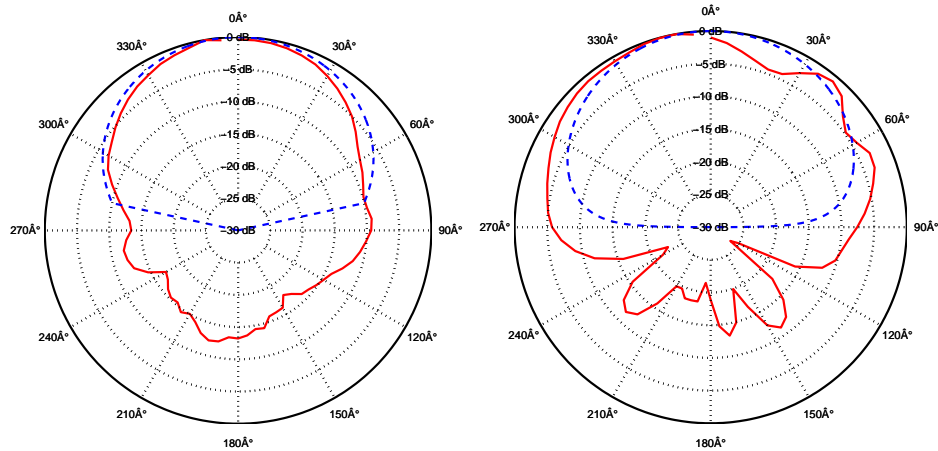 0Â°
0 dB
330Â°
30Â°
−5 dB
−10 dB
300Â°
60Â°
−15 dB
−20 dB
−25 dB
270Â°
−30 dB
90Â°
240Â°
120Â°
210Â°
150Â°
180Â°
0Â°
0 dB
330Â°
30Â°
−5 dB
−10 dB
300Â°
60Â°
−15 dB
−20 dB
−25 dB
270Â°
−30 dB
90Â°
240Â°
120Â°
210Â°
150Â°
180Â°